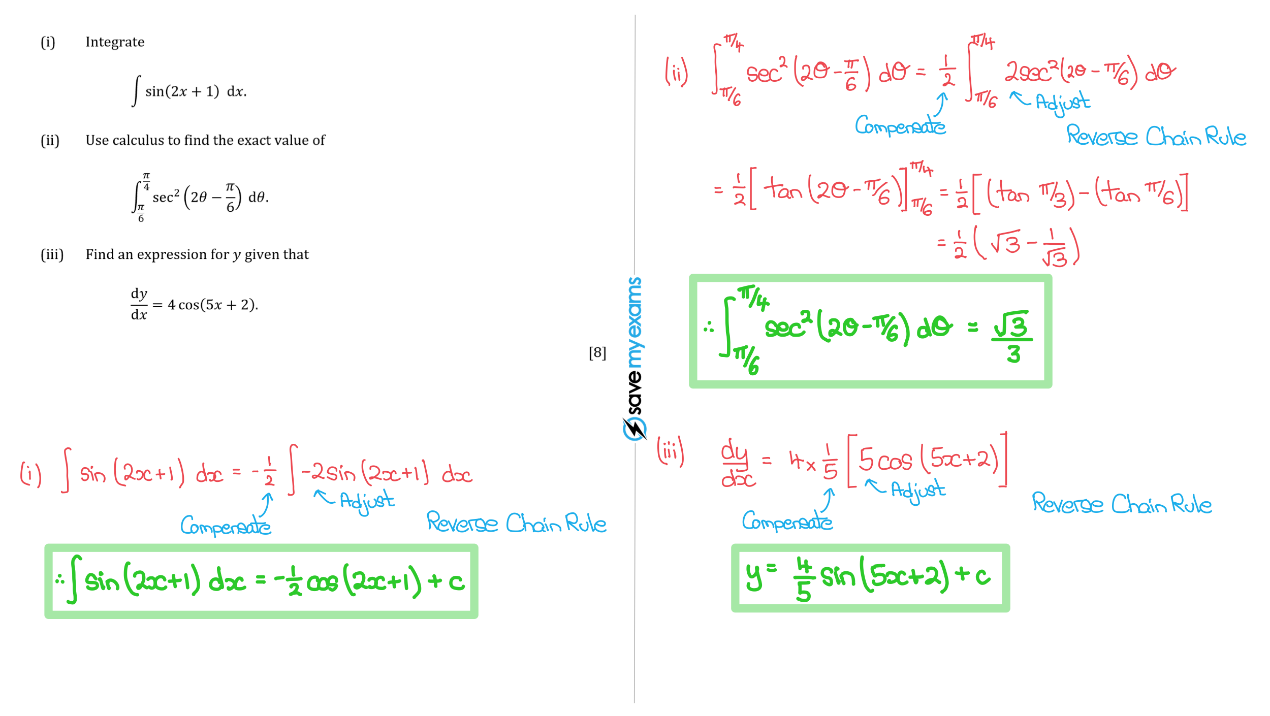 (i) Integrate
∫ sin(2x + 1) dx.
(ii) Use calculus to find the exact value of
∫_{π/6}^{π/4} sec² (2θ − π/6) dθ.
(iii) Find an expression for y given that
dy/dx = 4 cos(5x + 2).
[8]
(i) ∫ sin (2x+1) dx = -1/2 ∫ -2sin (2x+1) dx
Compensate
Adjust
Reverse Chain Rule
∴ ∫ sin (2x+1) dx = -1/2 cos (2x+1) + c
save my exams
(ii) ∫_{π/6}^{π/4} sec² (2θ - π/6) dθ = 1/2 ∫_{π/6}^{π/4} 2sec² (2θ - π/6) dθ
Compensate
Adjust
Reverse Chain Rule
= 1/2 [ tan (2θ - π/6) ]_{π/6}^{π/4} = 1/2 [ (tan π/3) - (tan π/6) ]
= 1/2 ( √3 - 1/√3 )
∴ ∫_{π/6}^{π/4} sec² (2θ - π/6) dθ = √3/3
(iii) dy/dx = 4 × 1/5 [ 5 cos (5x+2) ]
Compensate
Adjust
Reverse Chain Rule
y = 4/5 sin (5x+2) + c